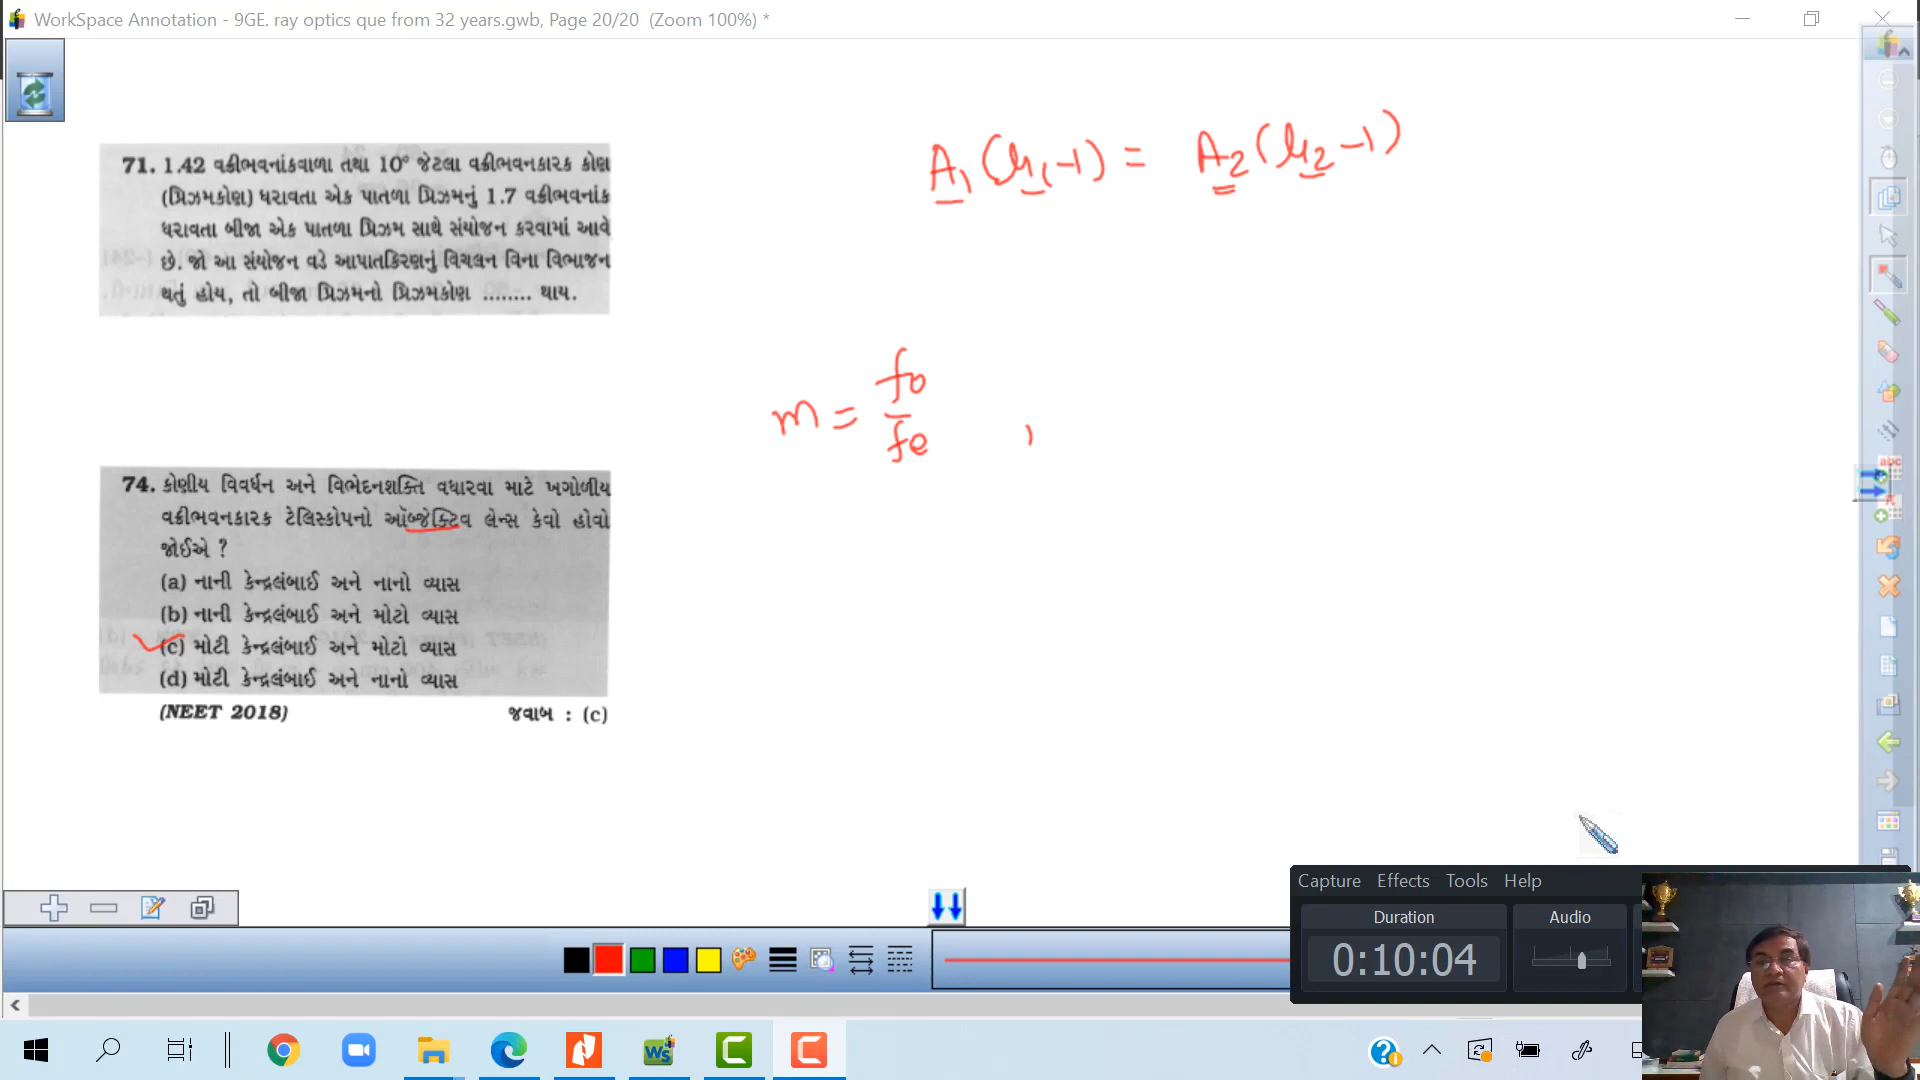 WorkSpace Annotation - 9GE. ray optics que from 32 years.gwb, Page 20/20 (Zoom 100%) *
A₁(μ₁-1) = A₂(μ₂-1)
71. 1.42 વક્રીભવનાંકવાળા તથા 10° જેટલા વક્રીભવનકારક કોણ
(પ્રિઝમકોણ) ધરાવતા એક પાતળા પ્રિઝમનું 1.7 વક્રીભવનાંક
ધરાવતા બીજા એક પાતળા પ્રિઝમ સાથે સંયોજન કરવામાં આવે
છે. જો આ સંયોજન વડે આપાતકિરણનું વિચલન વિના વિભાજન
થતું હોય, તો બીજા પ્રિઝમનો પ્રિઝમકોણ ........ થાય.
m = fo/fe ,
74. કોણીય વિવર્ધન અને વિભેદનશક્તિ વધારવા માટે ખગોળીય
વક્રીભવનકારક ટેલિસ્કોપનો ઑબ્જેક્ટિવ લેન્સ કેવો હોવો
જોઈએ ?
(a) નાની કેન્દ્રલંબાઈ અને નાનો વ્યાસ
(b) નાની કેન્દ્રલંબાઈ અને મોટો વ્યાસ
(c) મોટી કેન્દ્રલંબાઈ અને મોટો વ્યાસ
(d) મોટી કેન્દ્રલંબાઈ અને નાનો વ્યાસ
(NEET 2018) જવાબ : (c)
Capture Effects Tools Help
Duration Audio
0:10:04